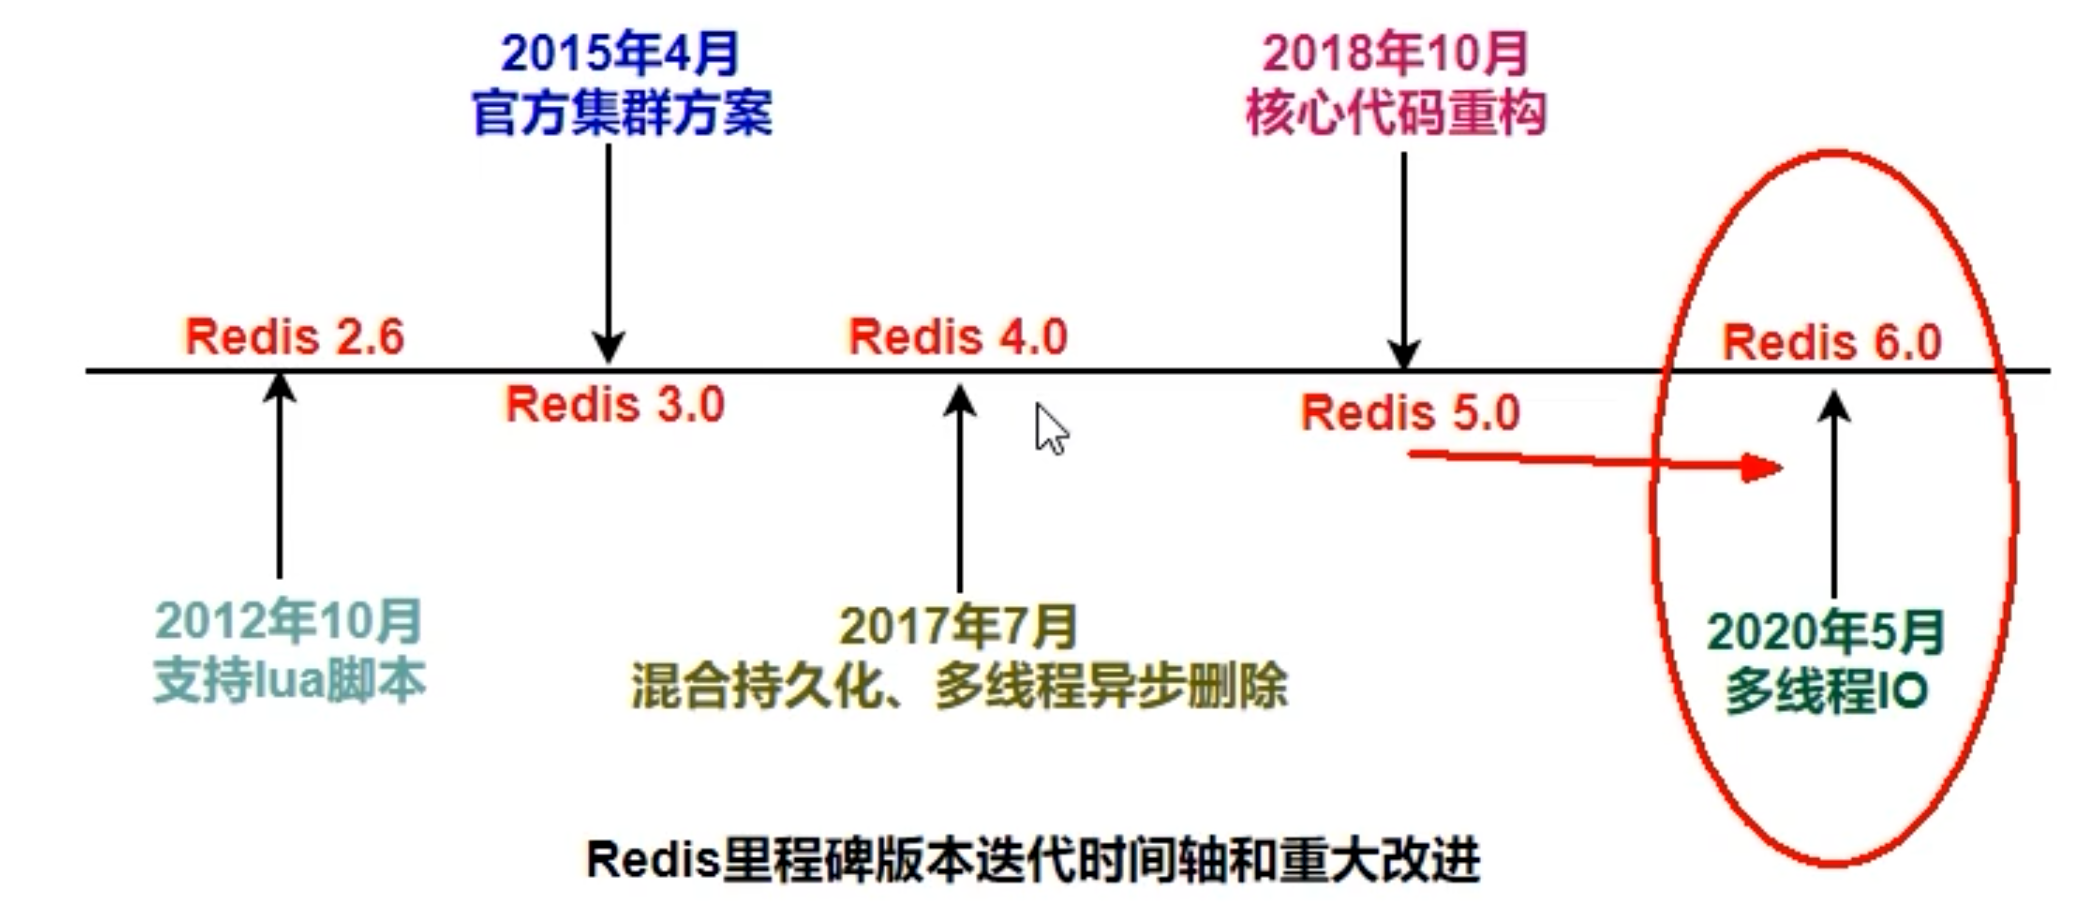 2015年4月
官方集群方案
2018年10月
核心代码重构
Redis 2.6
Redis 4.0
Redis 6.0
Redis 3.0
Redis 5.0
2012年10月
支持lua脚本
2017年7月
混合持久化、多线程异步删除
2020年5月
多线程IO
Redis里程碑版本迭代时间轴和重大改进